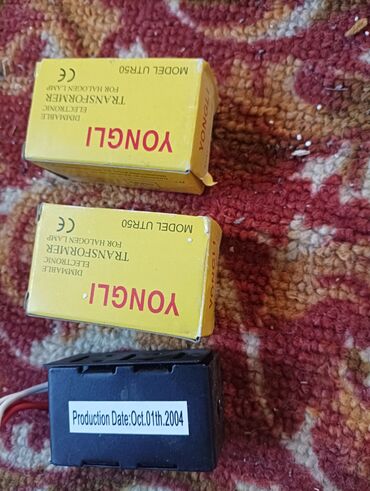 YONGLI
DIMMABLE
ELECTRONIC
TRANSFORMER
FOR HALOGEN LAMP
CE
MODEL UTR50
YONGLI
YONGLI
DIMMABLE
ELECTRONIC
TRANSFORMER
FOR HALOGEN LAMP
CE
MODEL UTR50
Production Date:Oct.01th.2004